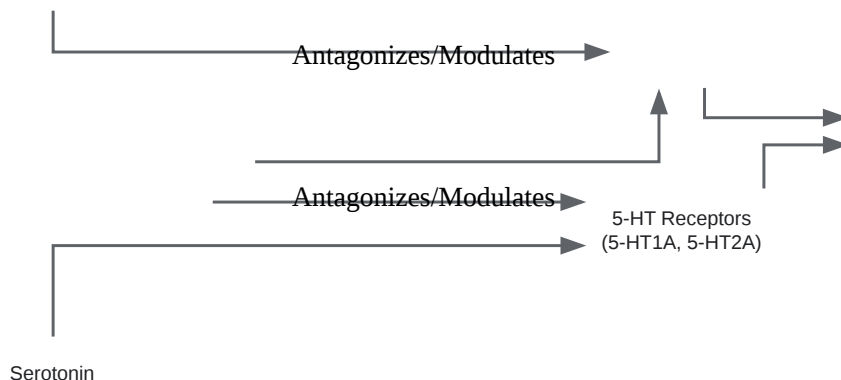 Antagonizes/Modulates
Antagonizes/Modulates
5-HT Receptors
(5-HT1A, 5-HT2A)
Serotonin